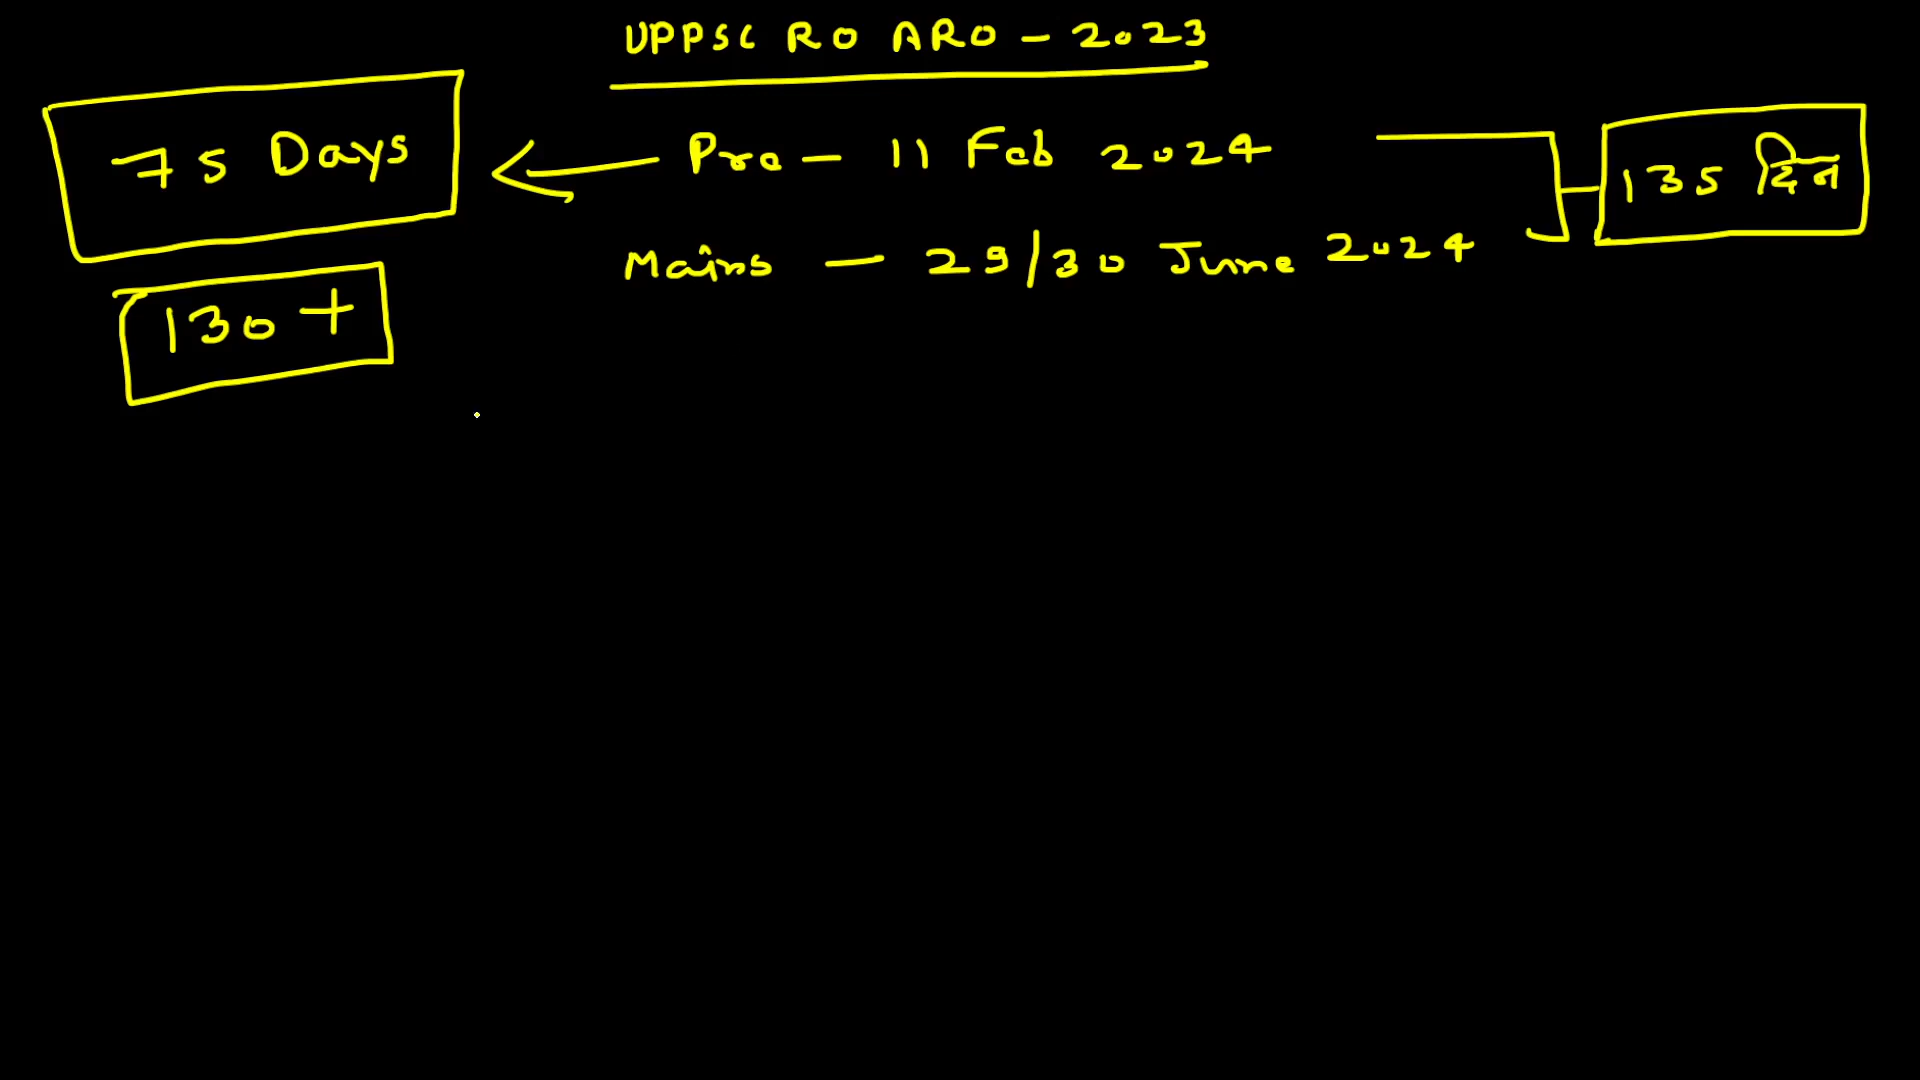 UPPSC RO ARO - 2023
75 Days
Pre - 11 Feb 2024
135 दिन
Mains - 29/30 June 2024
130 +